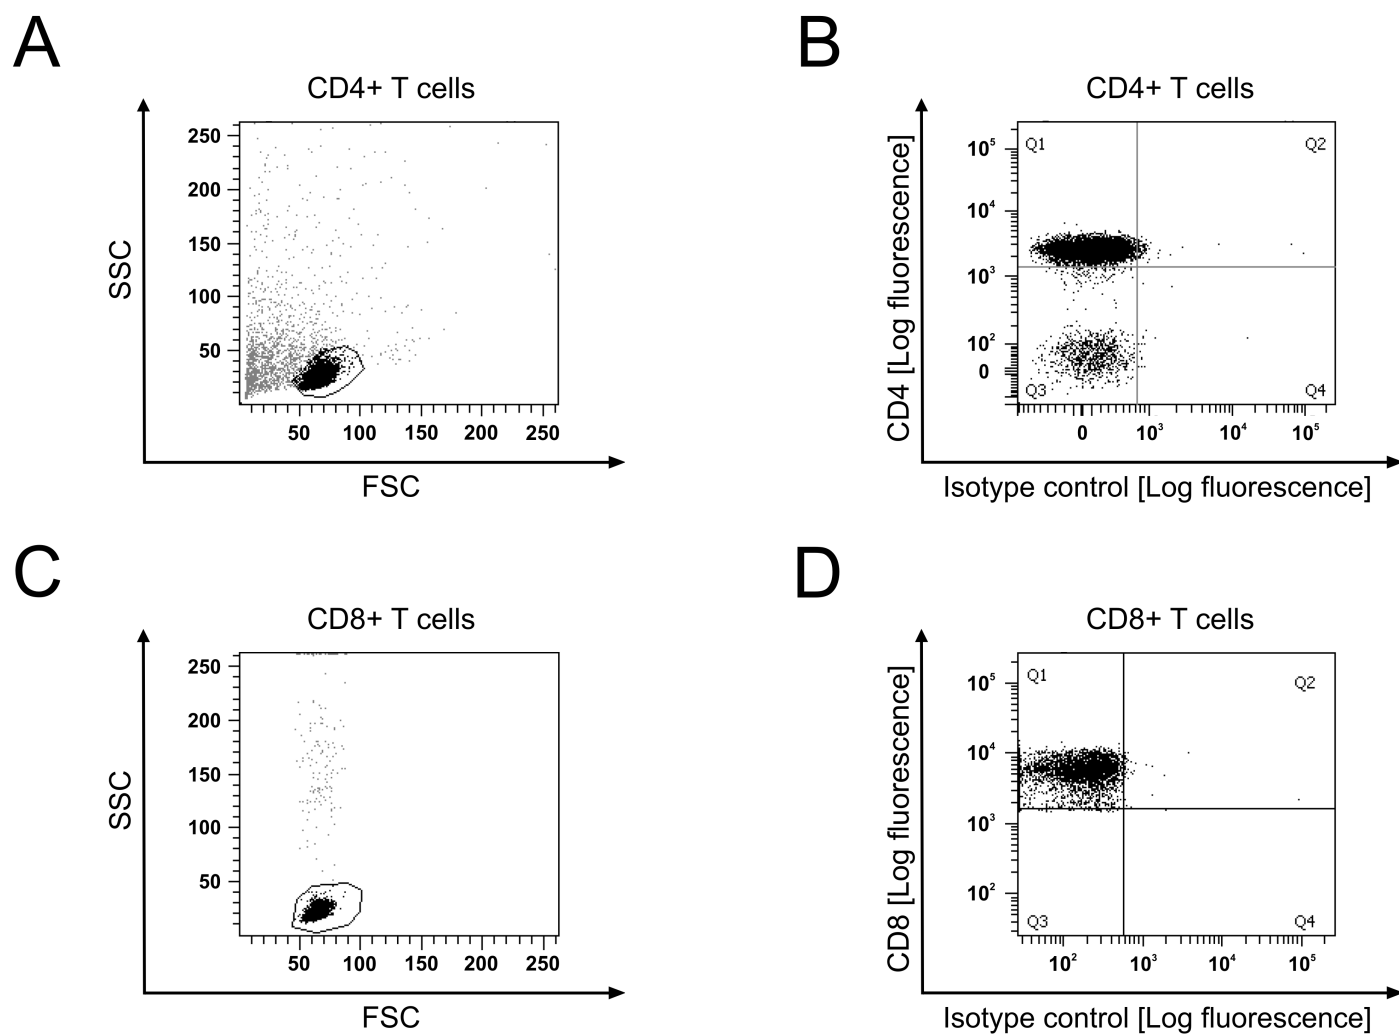 A
CD4+ T cells
SSC
250
200
150
100
50
50 100 150 200 250
FSC
B
CD4+ T cells
CD4 [Log fluorescence]
Q1 Q2
10⁵
10⁴
10³
10²
0
Q3 Q4
0 10³ 10⁴ 10⁵
Isotype control [Log fluorescence]
C
CD8+ T cells
SSC
250
200
150
100
50
50 100 150 200 250
FSC
D
CD8+ T cells
CD8 [Log fluorescence]
Q1 Q2
10⁵
10⁴
10³
10²
Q3 Q4
10² 10³ 10⁴ 10⁵
Isotype control [Log fluorescence]